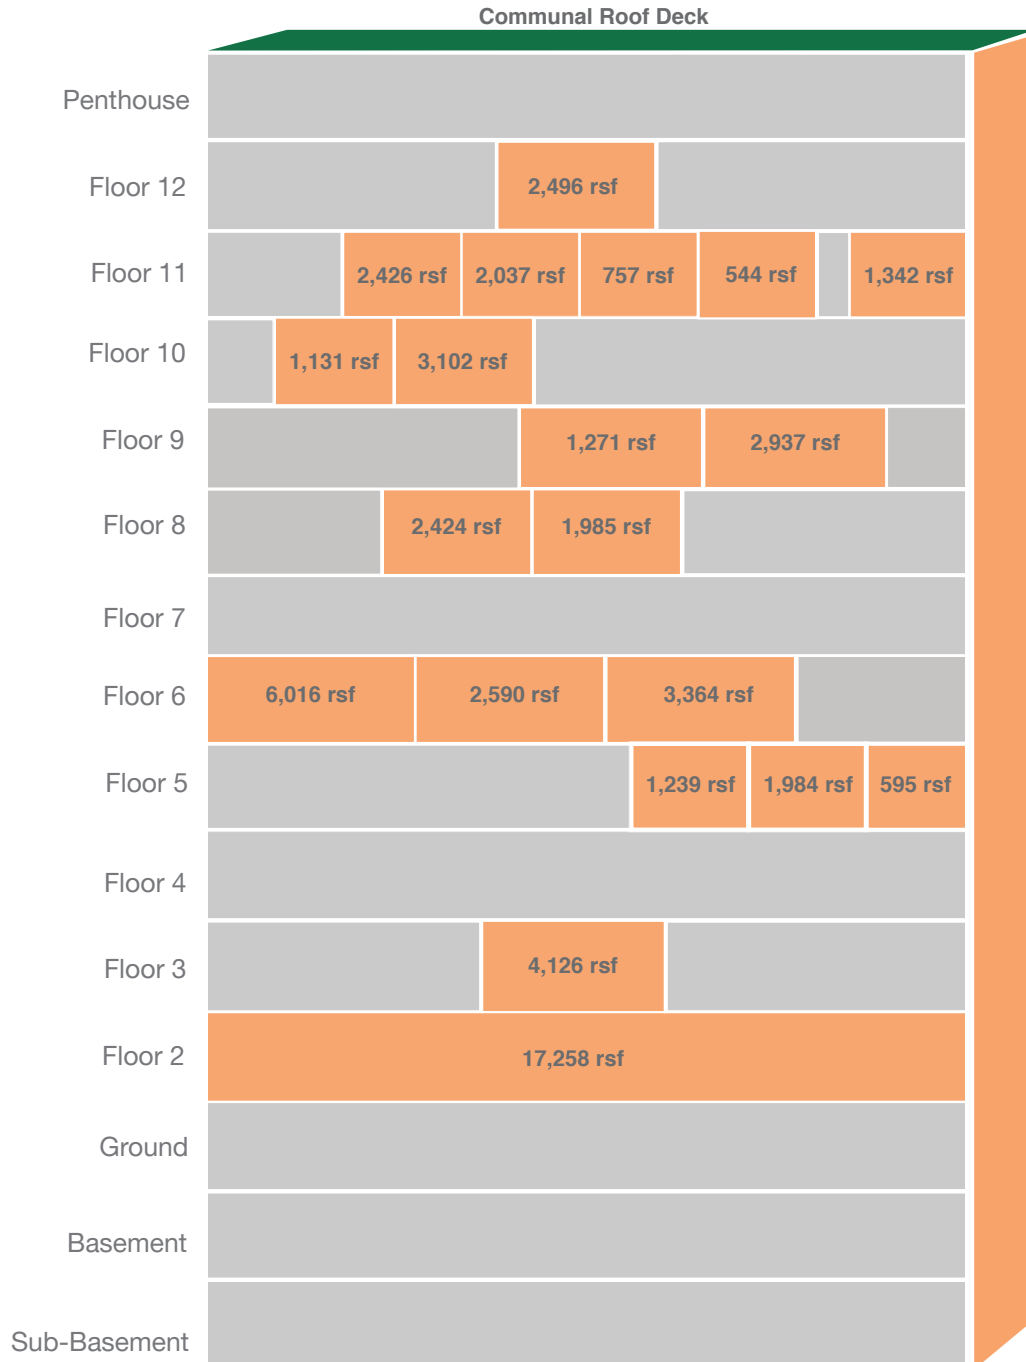 Communal Roof Deck
Penthouse
Floor 12
2,496 rsf
Floor 11
2,426 rsf
2,037 rsf
757 rsf
544 rsf
1,342 rsf
Floor 10
1,131 rsf
3,102 rsf
Floor 9
1,271 rsf
2,937 rsf
Floor 8
2,424 rsf
1,985 rsf
Floor 7
Floor 6
6,016 rsf
2,590 rsf
3,364 rsf
Floor 5
1,239 rsf
1,984 rsf
595 rsf
Floor 4
Floor 3
4,126 rsf
Floor 2
17,258 rsf
Ground
Basement
Sub-Basement